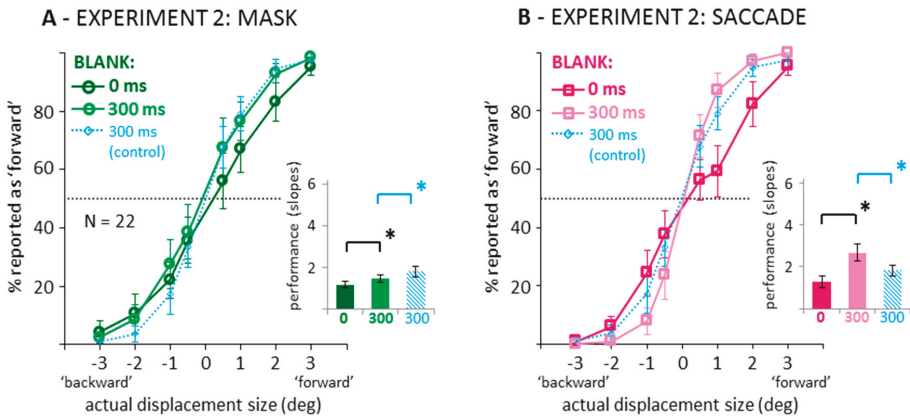 A - EXPERIMENT 2: MASK
BLANK:
0 ms
300 ms
300 ms
(control)
% reported as 'forward'
80
60
40
20
N = 22
-3 -2 -1 0 1 2 3
'backward' 'forward'
actual displacement size (deg)
performance (slopes)
6
4
2
* *
0 300 300
B - EXPERIMENT 2: SACCADE
BLANK:
0 ms
300 ms
300 ms
(control)
% reported as 'forward'
80
60
40
20
-3 -2 -1 0 1 2 3
'backward' 'forward'
actual displacement size (deg)
performance (slopes)
6
4
2
* *
0 300 300